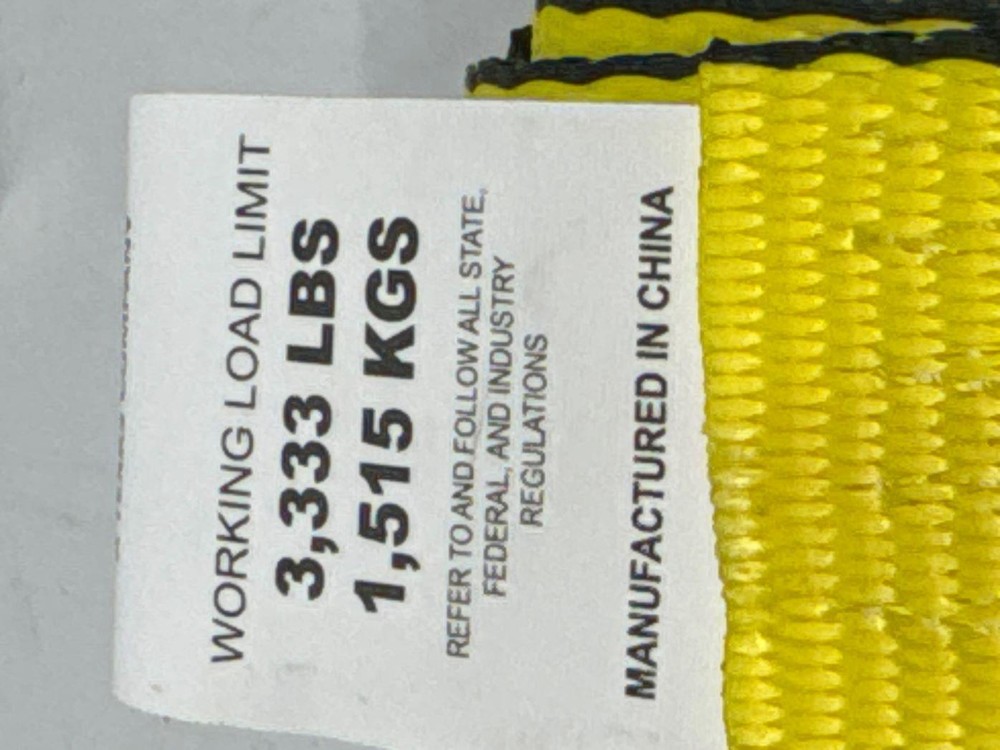 WORKING LOAD LIMIT
3,333 LBS
1,515 KGS
REFER TO AND FOLLOW ALL STATE,
FEDERAL, AND INDUSTRY
REGULATIONS
MANUFACTURED IN CHINA